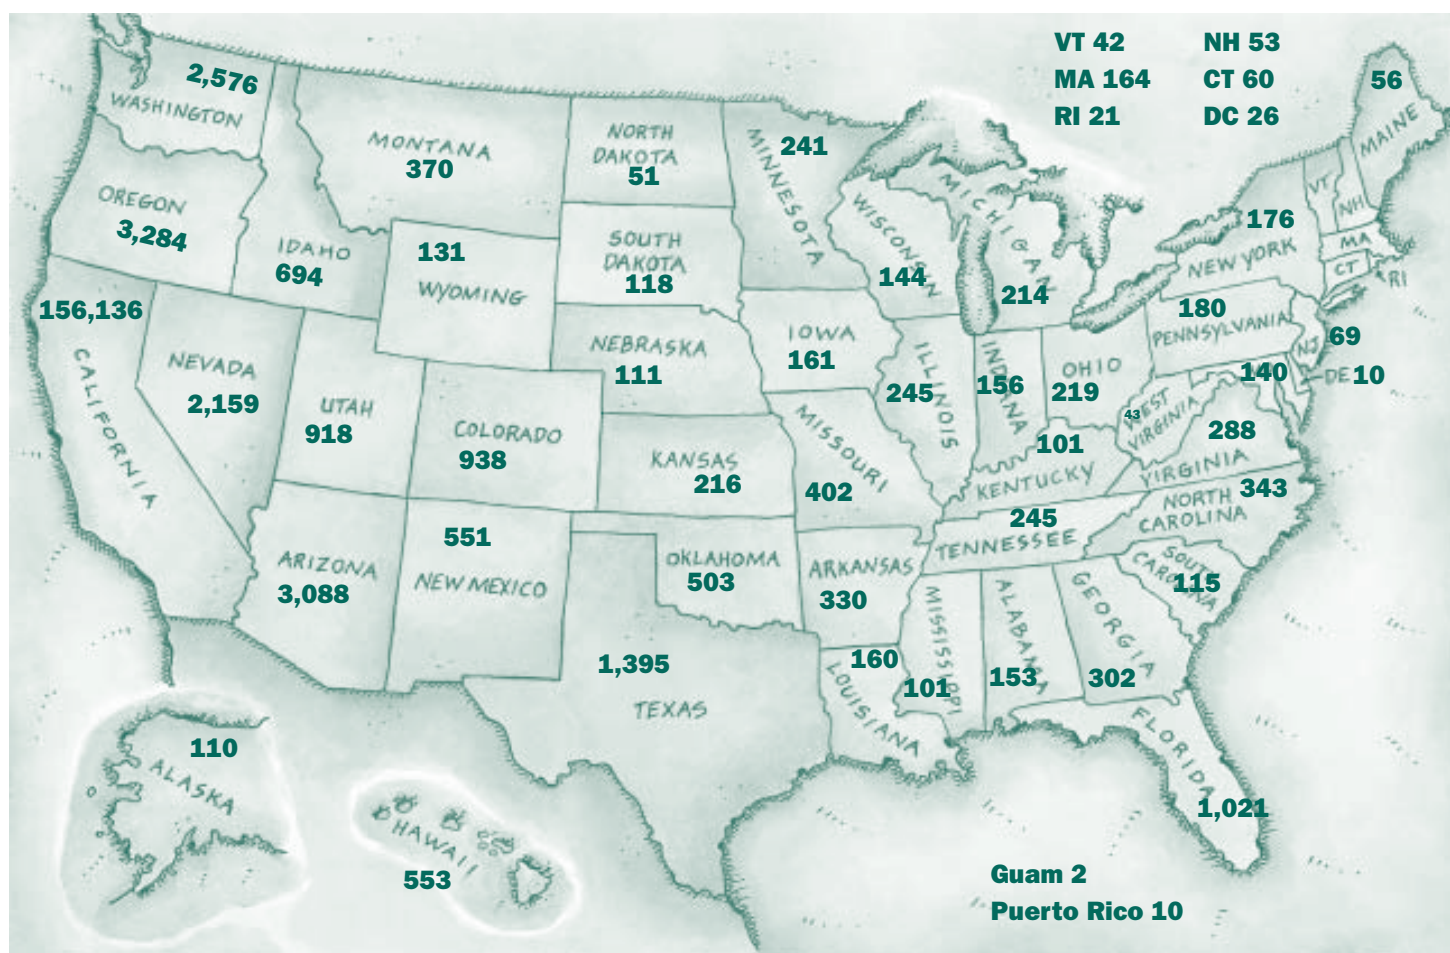 VT 42
NH 53
MA 164
CT 60
RI 21
DC 26
2,576
WASHINGTON
OREGON
3,284
IDAHO
694
MONTANA
370
NORTH
DAKOTA
51
MINNESOTA
241
WISCONSIN
144
MICHIGAN
214
56
MAINE
VT
NH
176
NEW YORK
MA
CT
RI
131
WYOMING
SOUTH
DAKOTA
118
156,136
CALIFORNIA
NEVADA
2,159
UTAH
918
COLORADO
938
NEBRASKA
111
IOWA
161
ILLINOIS
245
INDIANA
156
OHIO
219
180
PENNSYLVANIA
NJ
69
140
DE 10
43
WEST
VIRGINIA
288
VIRGINIA
101
KENTUCKY
KANSAS
216
MISSOURI
402
245
TENNESSEE
343
NORTH
CAROLINA
SOUTH
CAROLINA
115
ARIZONA
3,088
551
NEW MEXICO
OKLAHOMA
503
ARKANSAS
330
1,395
TEXAS
160
LOUISIANA
MISSISSIPPI
101
ALABAMA
153
GEORGIA
302
FLORIDA
1,021
110
ALASKA
HAWAII
553
Guam 2
Puerto Rico 10